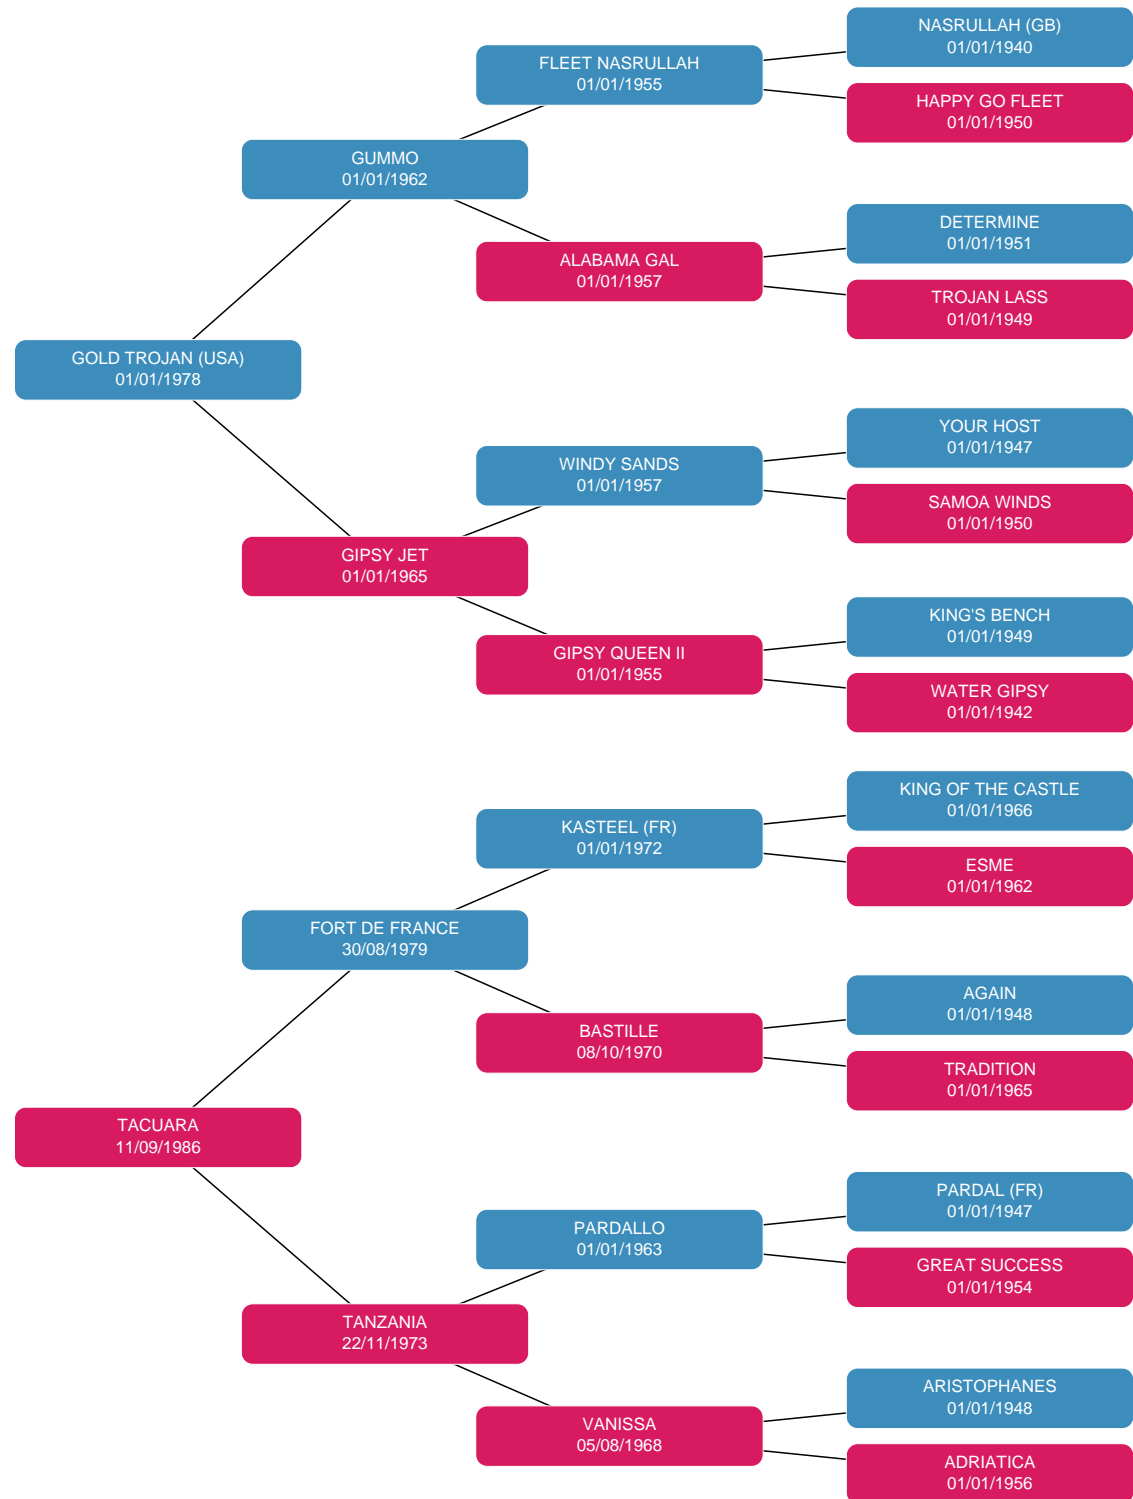 NASRULLAH (GB)
01/01/1940
FLEET NASRULLAH
01/01/1955
HAPPY GO FLEET
01/01/1950
GUMMO
01/01/1962
DETERMINE
01/01/1951
ALABAMA GAL
01/01/1957
TROJAN LASS
01/01/1949
GOLD TROJAN (USA)
01/01/1978
YOUR HOST
01/01/1947
WINDY SANDS
01/01/1957
SAMOA WINDS
01/01/1950
GIPSY JET
01/01/1965
KING'S BENCH
01/01/1949
GIPSY QUEEN II
01/01/1955
WATER GIPSY
01/01/1942
KING OF THE CASTLE
01/01/1966
KASTEEL (FR)
01/01/1972
ESME
01/01/1962
FORT DE FRANCE
30/08/1979
AGAIN
01/01/1948
BASTILLE
08/10/1970
TRADITION
01/01/1965
TACUARA
11/09/1986
PARDAL (FR)
01/01/1947
PARDALLO
01/01/1963
GREAT SUCCESS
01/01/1954
TANZANIA
22/11/1973
ARISTOPHANES
01/01/1948
VANISSA
05/08/1968
ADRIATICA
01/01/1956